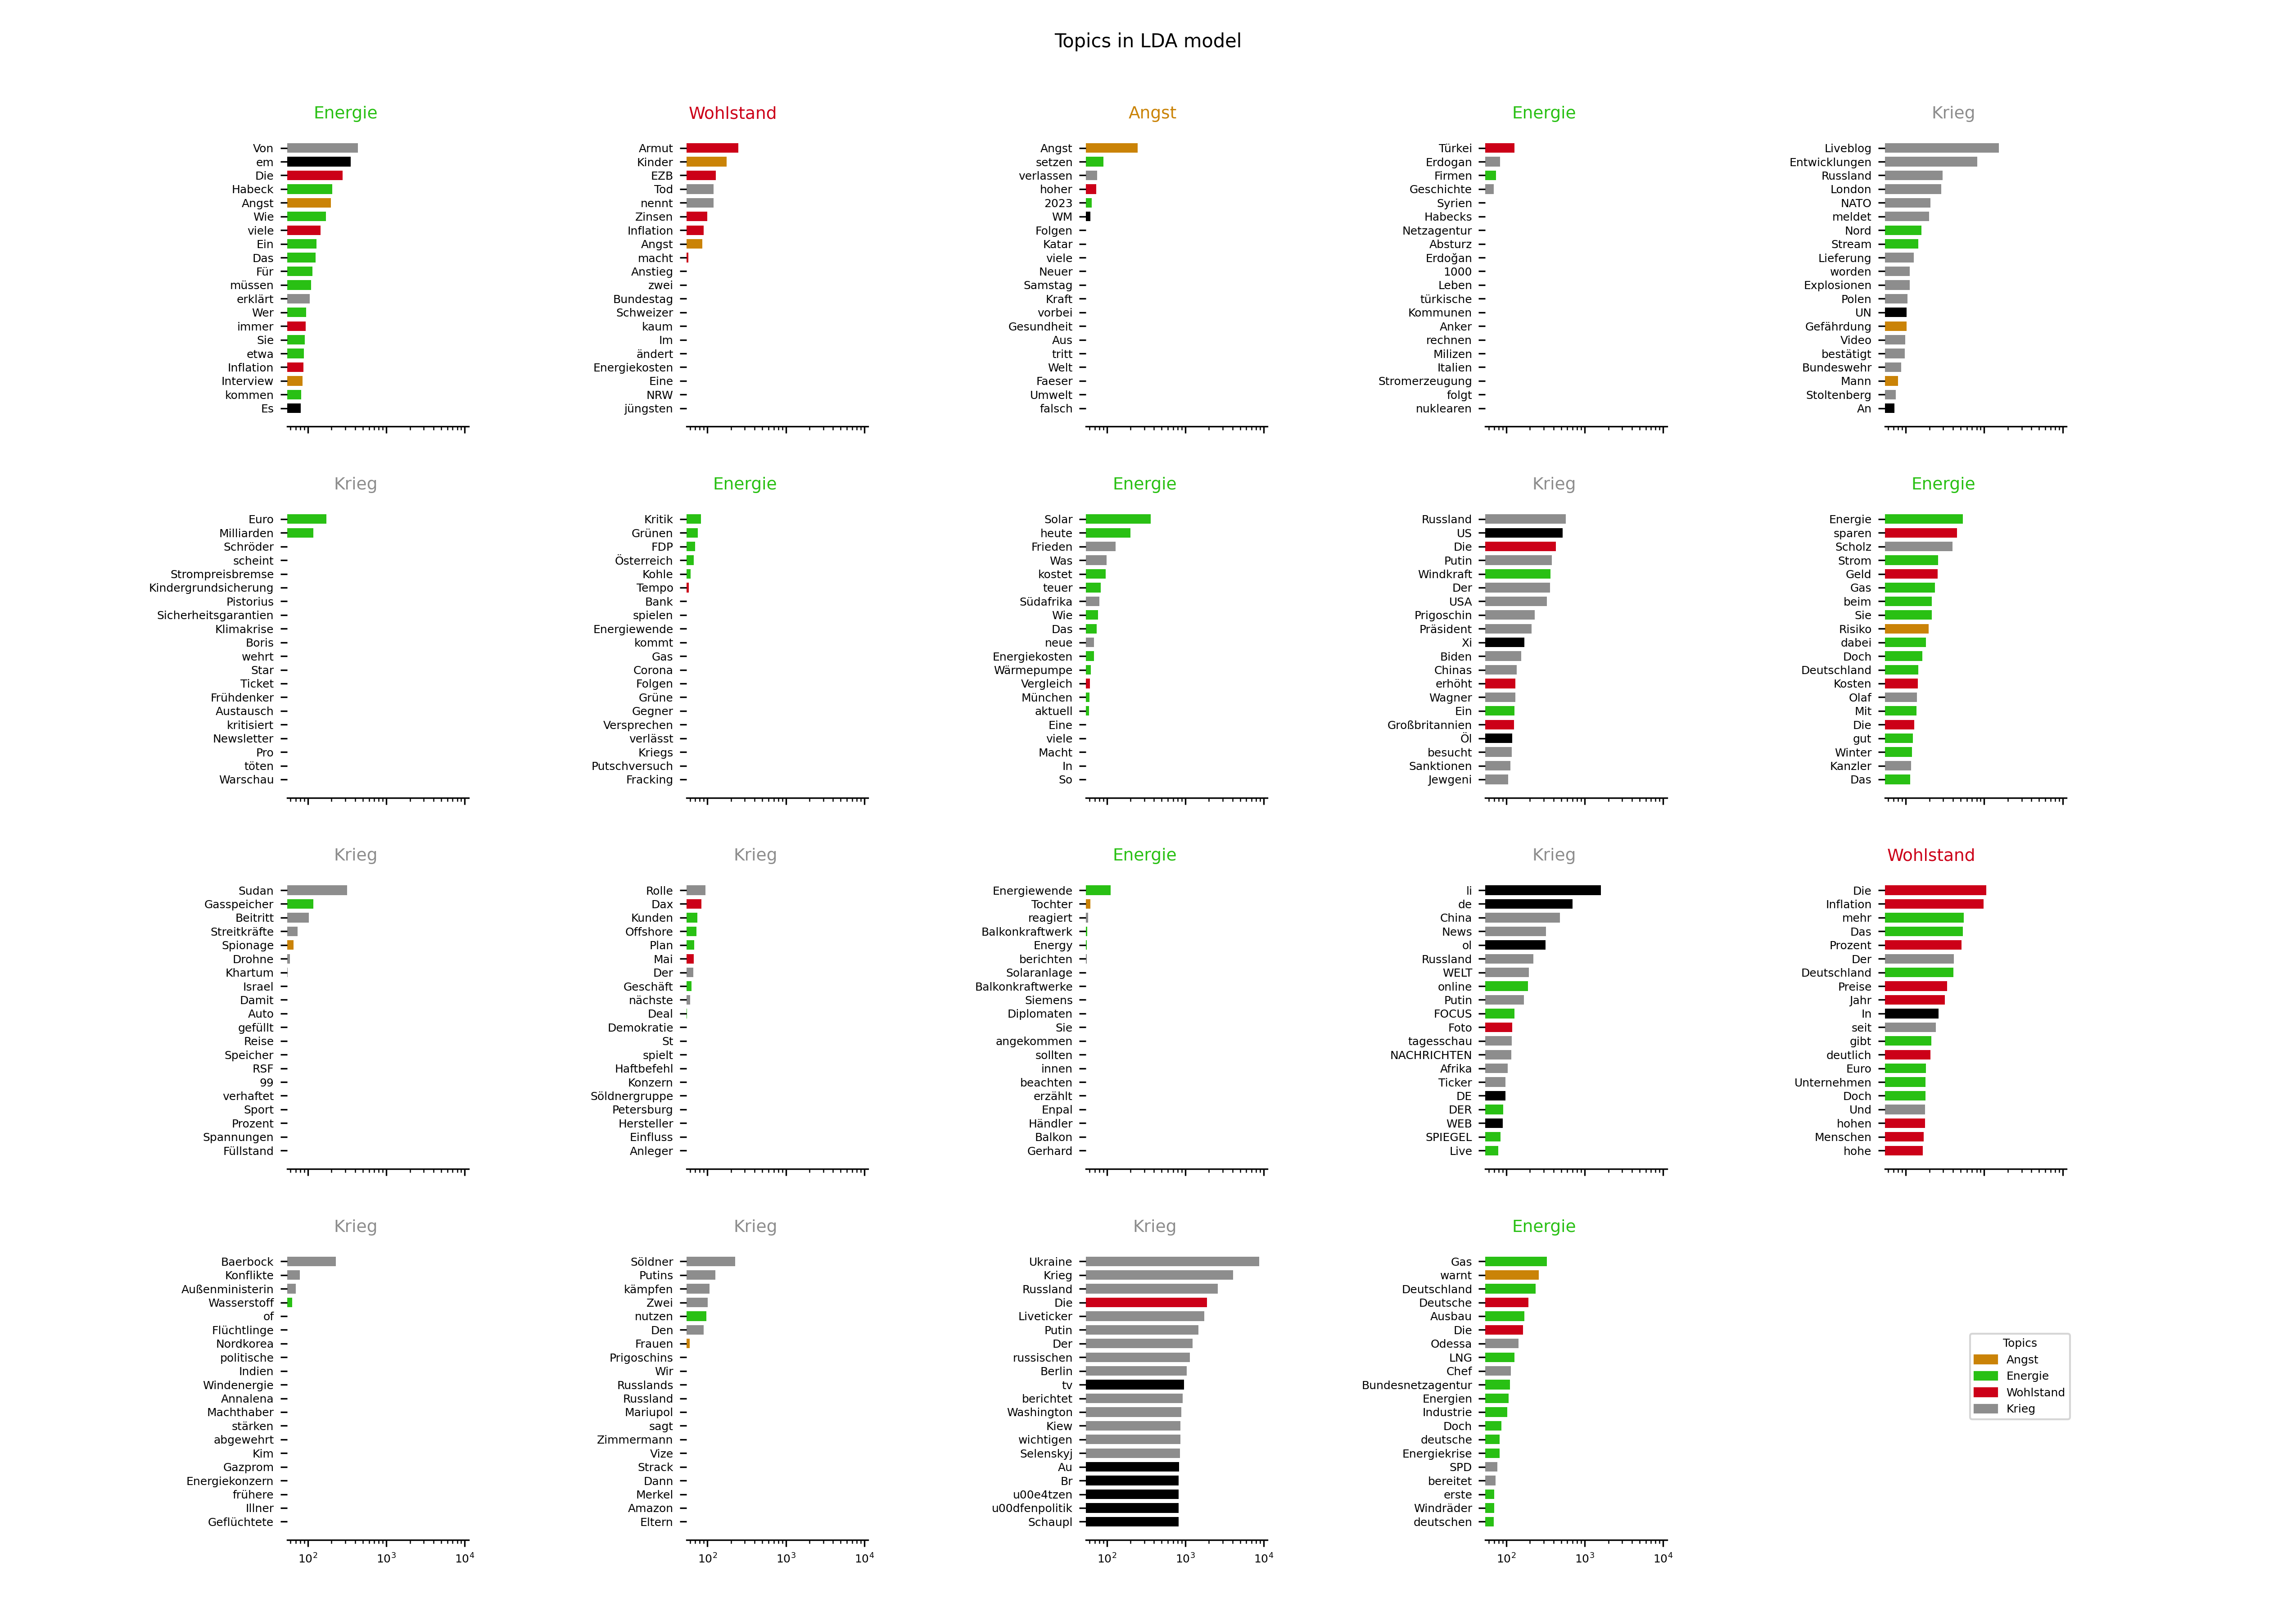 Topics in LDA model
Energie
Von
em
Die
Habeck
Angst
Wie
viele
Ein
Das
Für
müssen
erklärt
Wer
immer
Sie
etwa
Inflation
Interview
kommen
Es
Wohlstand
Armut
Kinder
EZB
Tod
nennt
Zinsen
Inflation
Angst
macht
Anstieg
zwei
Bundestag
Schweizer
kaum
Im
ändert
Energiekosten
Eine
NRW
jüngsten
Angst
Angst
setzen
verlassen
hoher
2023
WM
Folgen
Katar
viele
Neuer
Samstag
Kraft
vorbei
Gesundheit
Aus
tritt
Welt
Faeser
Umwelt
falsch
Energie
Türkei
Erdogan
Firmen
Geschichte
Syrien
Habecks
Netzagentur
Absturz
Erdoğan
1000
Leben
türkische
Kommunen
Anker
rechnen
Milizen
Italien
Stromerzeugung
folgt
nuklearen
Krieg
Liveblog
Entwicklungen
Russland
London
NATO
meldet
Nord
Stream
Lieferung
worden
Explosionen
Polen
UN
Gefährdung
Video
bestätigt
Bundeswehr
Mann
Stoltenberg
An
Krieg
Euro
Milliarden
Schröder
scheint
Strompreisbremse
Kindergrundsicherung
Pistorius
Sicherheitsgarantien
Klimakrise
Boris
wehrt
Star
Ticket
Frühdenker
Austausch
kritisiert
Newsletter
Pro
töten
Warschau
Energie
Kritik
Grünen
FDP
Österreich
Kohle
Tempo
Bank
spielen
Energiewende
kommt
Gas
Corona
Folgen
Grüne
Gegner
Versprechen
verlässt
Kriegs
Putschversuch
Fracking
Energie
Solar
heute
Frieden
Was
kostet
teuer
Südafrika
Wie
Das
neue
Energiekosten
Wärmepumpe
Vergleich
München
aktuell
Eine
viele
Macht
In
So
Krieg
Russland
US
Die
Putin
Windkraft
Der
USA
Prigoschin
Präsident
Xi
Biden
Chinas
erhöht
Wagner
Ein
Großbritannien
Öl
besucht
Sanktionen
Jewgeni
Energie
Energie
sparen
Scholz
Strom
Geld
Gas
beim
Sie
Risiko
dabei
Doch
Deutschland
Kosten
Olaf
Mit
Die
gut
Winter
Kanzler
Das
Krieg
Sudan
Gasspeicher
Beitritt
Streitkräfte
Spionage
Drohne
Khartum
Israel
Damit
Auto
gefüllt
Reise
Speicher
RSF
99
verhaftet
Sport
Prozent
Spannungen
Füllstand
Krieg
Rolle
Dax
Kunden
Offshore
Plan
Mai
Der
Geschäft
nächste
Deal
Demokratie
St
spielt
Haftbefehl
Konzern
Söldnergruppe
Petersburg
Hersteller
Einfluss
Anleger
Energie
Energiewende
Tochter
reagiert
Balkonkraftwerk
Energy
berichten
Solaranlage
Balkonkraftwerke
Siemens
Diplomaten
Sie
angekommen
sollten
innen
beachten
erzählt
Enpal
Händler
Balkon
Gerhard
Krieg
li
de
China
News
ol
Russland
WELT
online
Putin
FOCUS
Foto
tagesschau
NACHRICHTEN
Afrika
Ticker
DE
DER
WEB
SPIEGEL
Live
Wohlstand
Die
Inflation
mehr
Das
Prozent
Der
Deutschland
Preise
Jahr
In
seit
gibt
deutlich
Euro
Unternehmen
Doch
Und
hohen
Menschen
hohe
Krieg
Baerbock
Konflikte
Außenministerin
Wasserstoff
of
Flüchtlinge
Nordkorea
politische
Indien
Windenergie
Annalena
Machthaber
stärken
abgewehrt
Kim
Gazprom
Energiekonzern
frühere
Illner
Geflüchtete
10² 10³ 10⁴
Krieg
Söldner
Putins
kämpfen
Zwei
nutzen
Den
Frauen
Prigoschins
Wir
Russlands
Russland
Mariupol
sagt
Zimmermann
Vize
Strack
Dann
Merkel
Amazon
Eltern
10² 10³ 10⁴
Krieg
Ukraine
Krieg
Russland
Die
Liveticker
Putin
Der
russischen
Berlin
tv
berichtet
Washington
Kiew
wichtigen
Selenskyj
Au
Br
u00e4tzen
u00dfenpolitik
Schaupl
10² 10³ 10⁴
Energie
Gas
warnt
Deutschland
Deutsche
Ausbau
Die
Odessa
LNG
Chef
Bundesnetzagentur
Energien
Industrie
Doch
deutsche
Energiekrise
SPD
bereitet
erste
Windräder
deutschen
10² 10³ 10⁴
Topics
Angst
Energie
Wohlstand
Krieg